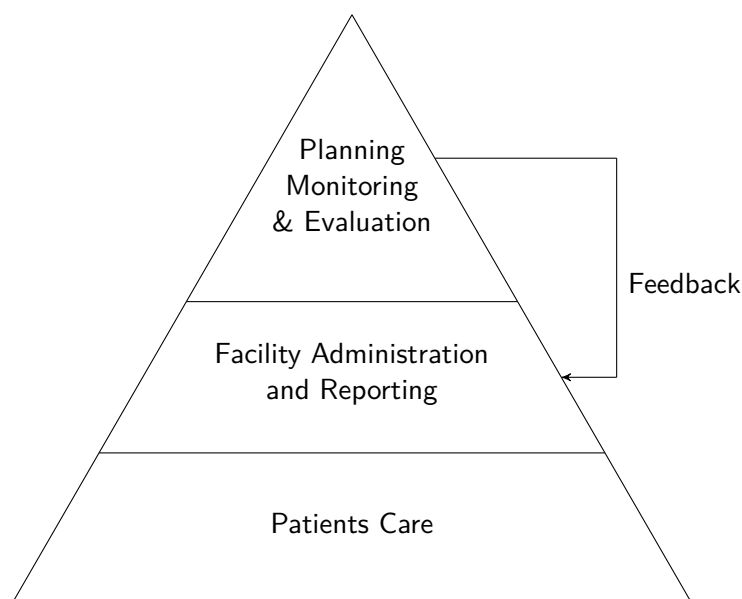 Planning
Monitoring
& Evaluation
Feedback
Facility Administration
and Reporting
Patients Care